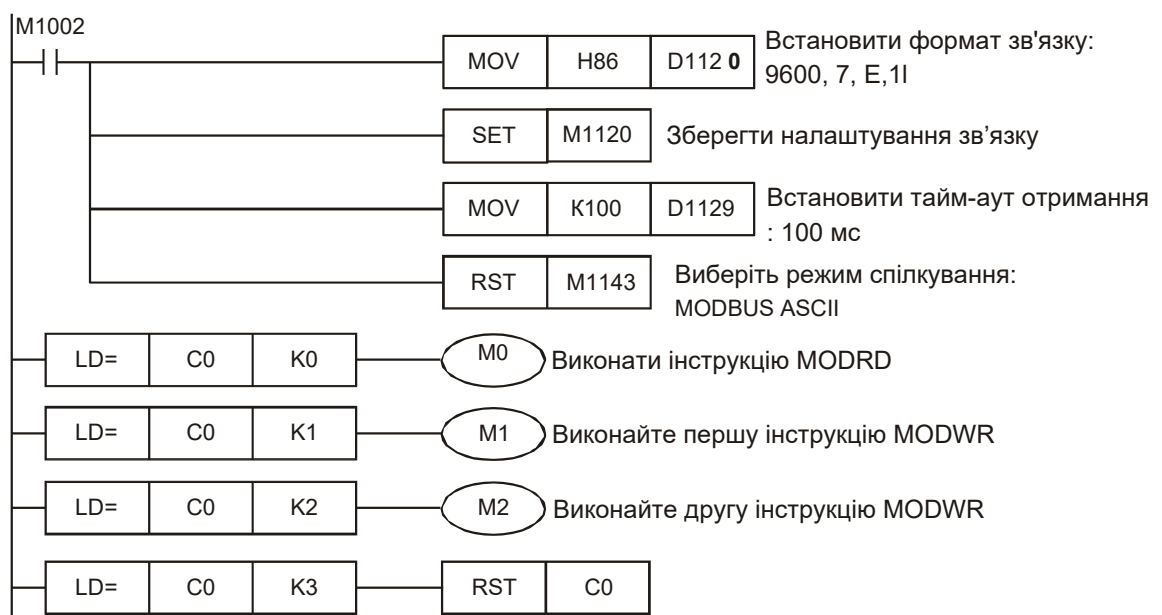 M1002
MOV H86 D112 0 Встановити формат зв'язку:
9600, 7, E,1l
SET M1120 Зберегти налаштування зв’язку
MOV К100 D1129 Встановити тайм-аут отримання
: 100 мс
RST M1143 Виберіть режим спілкування:
MODBUS ASCII
LD= C0 K0 M0 Виконати інструкцію MODRD
LD= C0 K1 M1 Виконайте першу інструкцію MODWR
LD= C0 K2 M2 Виконайте другу інструкцію MODWR
LD= C0 K3 RST C0